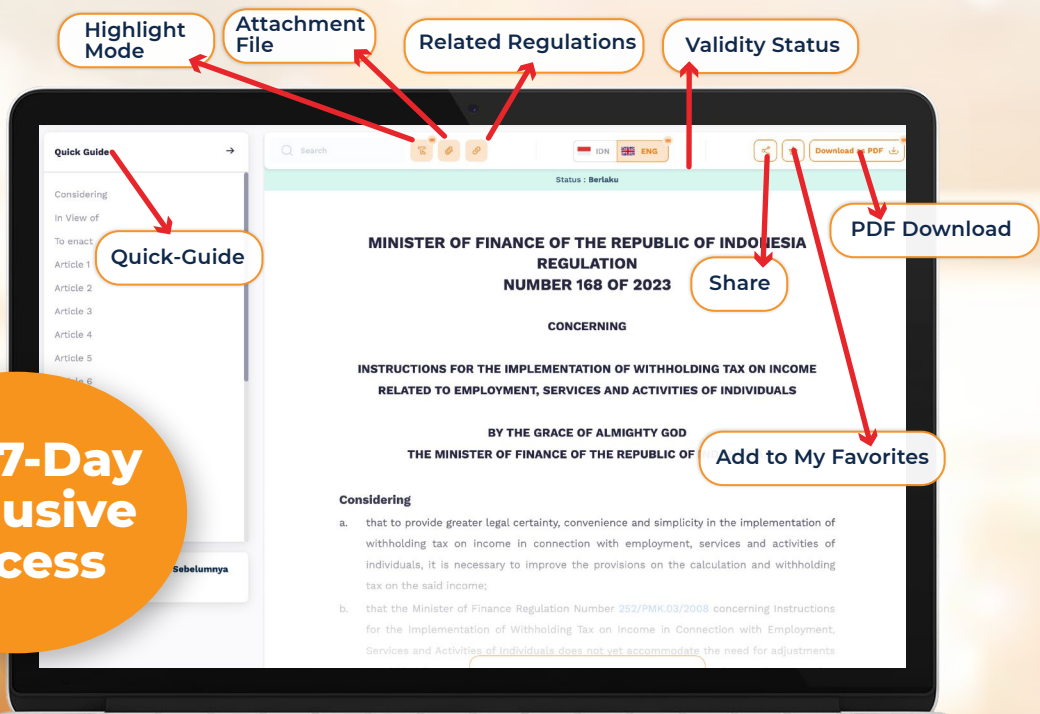 Highlight
Mode
Attachment
File
Related Regulations
Validity Status
Quick Guide
Search
IDN
ENG
Download as PDF
Status : Berlaku
Considering
In View of
To enact
Article 1
Article 2
Article 3
Article 4
Article 5
6
Quick-Guide
PDF Download
Share
Add to My Favorites
MINISTER OF FINANCE OF THE REPUBLIC OF INDONESIA
REGULATION
NUMBER 168 OF 2023
CONCERNING
INSTRUCTIONS FOR THE IMPLEMENTATION OF WITHHOLDING TAX ON INCOME
RELATED TO EMPLOYMENT, SERVICES AND ACTIVITIES OF INDIVIDUALS
BY THE GRACE OF ALMIGHTY GOD
THE MINISTER OF FINANCE OF THE REPUBLIC OF
Considering
a. that to provide greater legal certainty, convenience and simplicity in the implementation of
withholding tax on income in connection with employment, services and activities of
individuals, it is necessary to improve the provisions on the calculation and withholding
tax on the said income;
b. that the Minister of Finance Regulation Number 252/PMK.03/2008 concerning Instructions
for the Implementation of Withholding Tax on Income in Connection with Employment,
Services and Activities of Individuals does not yet accommodate the need for adjustments
7-Day
usive
cess
Sebelumnya